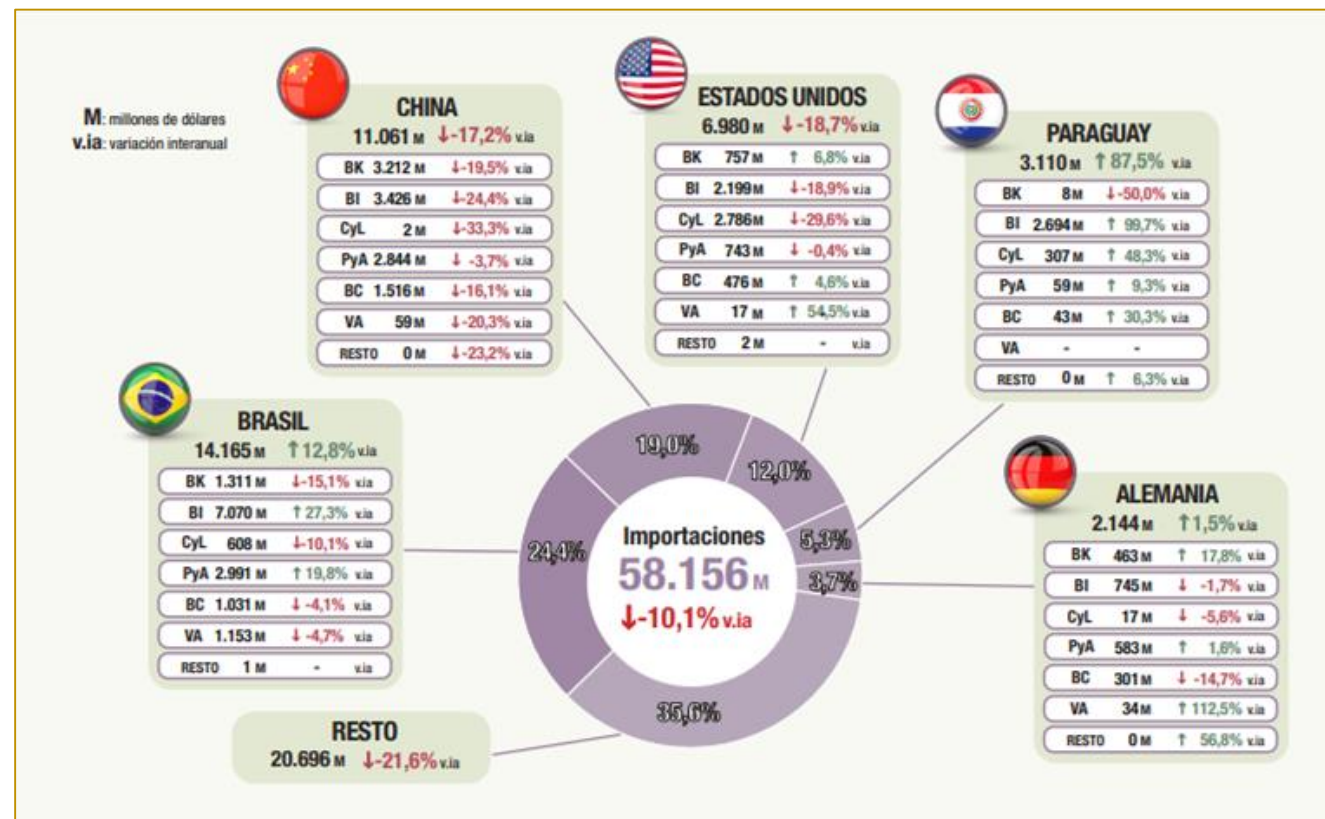 M: millones de dólares
v.ia: variación interanual
CHINA
11.061 M ↓-17,2% v.ia
BK 3.212 M ↓-19,5% v.ia
BI 3.426 M ↓-24,4% v.ia
CyL 2 M ↓-33,3% v.ia
PyA 2.844 M ↓ -3,7% v.ia
BC 1.516 M ↓-16,1% v.ia
VA 59 M ↓-20,3% v.ia
RESTO 0 M ↓-23,2% v.ia
ESTADOS UNIDOS
6.980 M ↓-18,7% v.ia
BK 757 M ↑ 6,8% v.ia
BI 2.199 M ↓-18,9% v.ia
CyL 2.786 M ↓-29,6% v.ia
PyA 743 M ↓ -0,4% v.ia
BC 476 M ↑ 4,6% v.ia
VA 17 M ↑ 54,5% v.ia
RESTO 2 M - v.ia
PARAGUAY
3.110 M ↑ 87,5% v.ia
BK 8 M ↓-50,0% v.ia
BI 2.694 M ↑ 99,7% v.ia
CyL 307 M ↑ 48,3% v.ia
PyA 59 M ↑ 9,3% v.ia
BC 43 M ↑ 30,3% v.ia
VA - -
RESTO 0 M ↑ 6,3% v.ia
BRASIL
14.165 M ↑12,8% v.ia
BK 1.311 M ↓-15,1% v.ia
BI 7.070 M ↑ 27,3% v.ia
CyL 608 M ↓-10,1% v.ia
PyA 2.991 M ↑ 19,8% v.ia
BC 1.031 M ↓ -4,1% v.ia
VA 1.153 M ↓ -4,7% v.ia
RESTO 1 M - v.ia
19,0%
12,0%
5,3%
3,7%
24,4%
35,6%
Importaciones
58.156 M
↓-10,1% v.ia
ALEMANIA
2.144 M ↑1,5% v.ia
BK 463 M ↑ 17,8% v.ia
BI 745 M ↓ -1,7% v.ia
CyL 17 M ↓ -5,6% v.ia
PyA 583 M ↑ 1,6% v.ia
BC 301 M ↓ -14,7% v.ia
VA 34 M ↑ 112,5% v.ia
RESTO 0 M ↑ 56,8% v.ia
RESTO
20.696 M ↓-21,6% v.ia